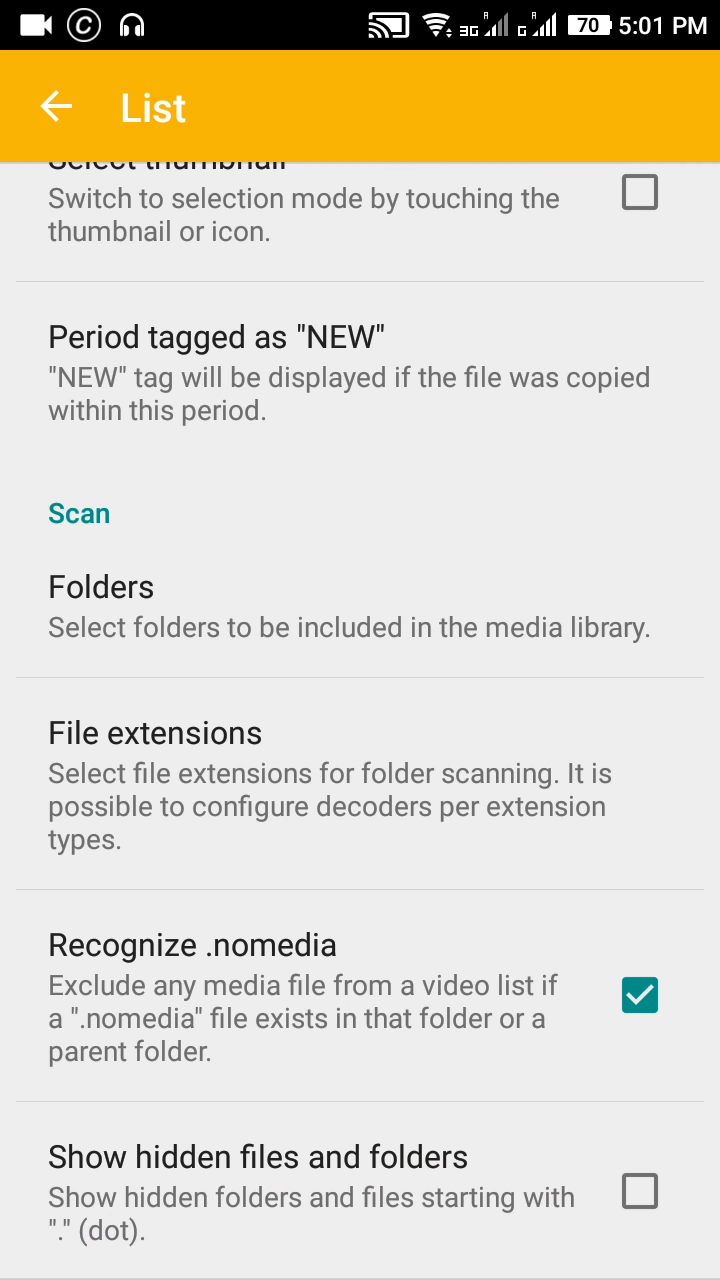 3G R G R 70 5:01 PM
List
Select thumbnail
Switch to selection mode by touching the
thumbnail or icon.
Period tagged as "NEW"
"NEW" tag will be displayed if the file was copied
within this period.
Scan
Folders
Select folders to be included in the media library.
File extensions
Select file extensions for folder scanning. It is
possible to configure decoders per extension
types.
Recognize .nomedia
Exclude any media file from a video list if
a ".nomedia" file exists in that folder or a
parent folder.
Show hidden files and folders
Show hidden folders and files starting with
"." (dot).